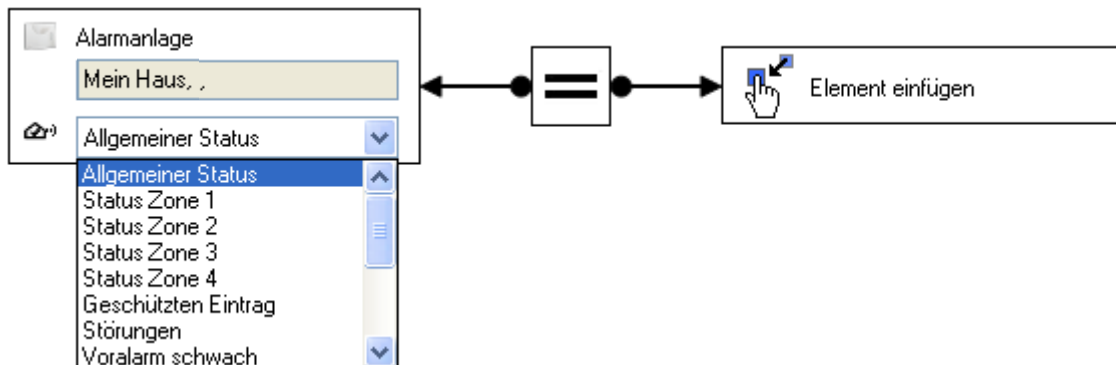 Alarmanlage
Mein Haus, ,
Allgemeiner Status
Allgemeiner Status
Status Zone 1
Status Zone 2
Status Zone 3
Status Zone 4
Geschützten Eintrag
Störungen
Voralarm schwach
Element einfügen